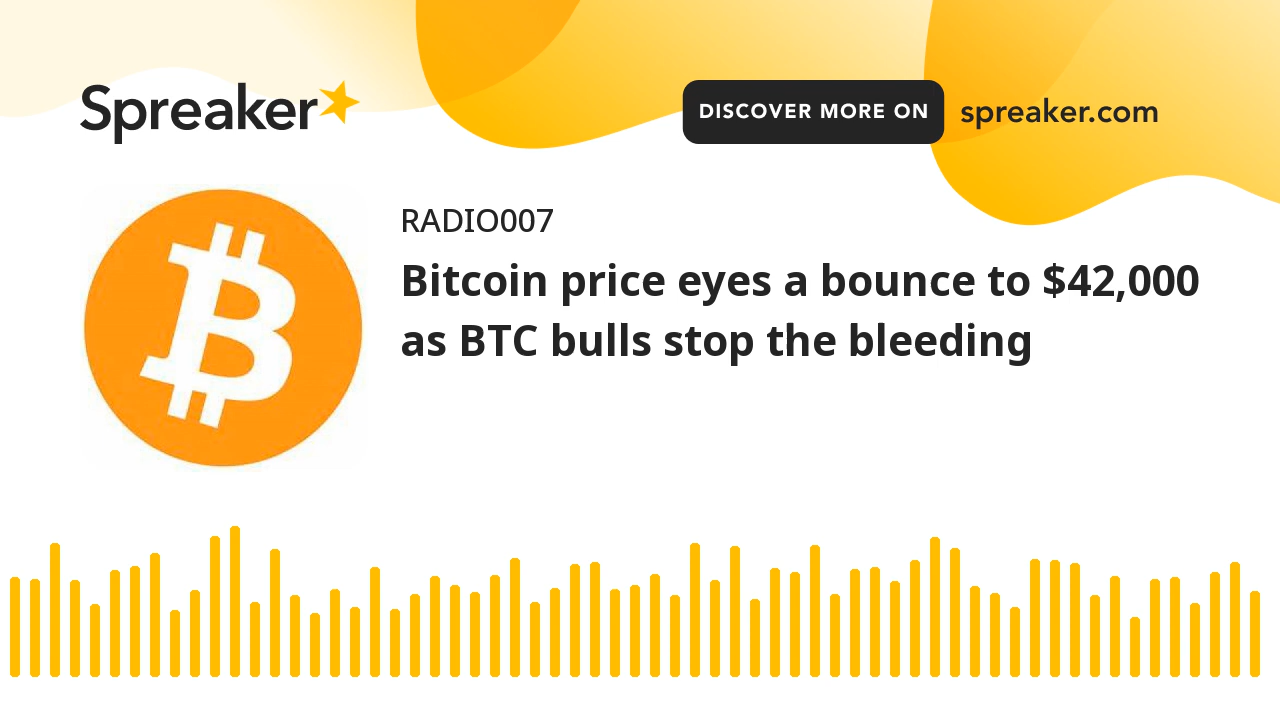 Spreaker
DISCOVER MORE ON
spreaker.com
RADIO007
Bitcoin price eyes a bounce to $42,000
as BTC bulls stop the bleeding